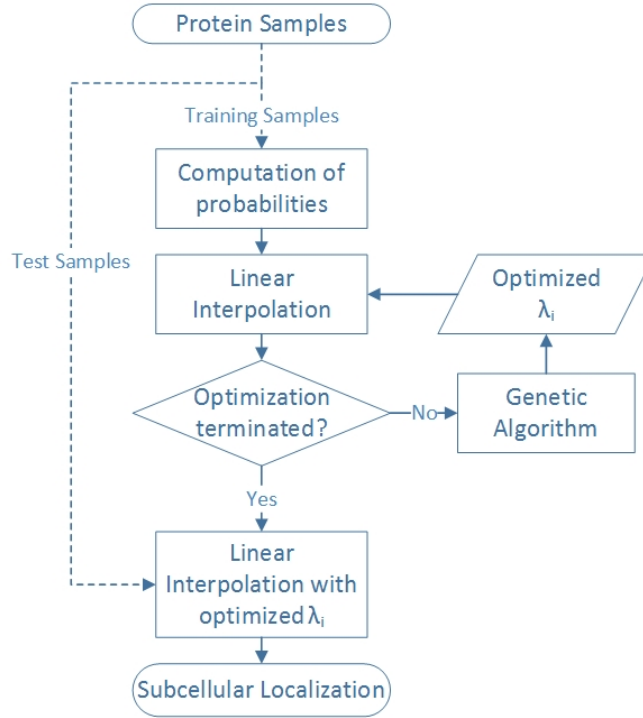 Protein Samples
Training Samples
Computation of
probabilities
Test Samples
Linear
Interpolation
Optimized
λi
Optimization
terminated?
No
Genetic
Algorithm
Yes
Linear
Interpolation with
optimized λi
Subcellular Localization